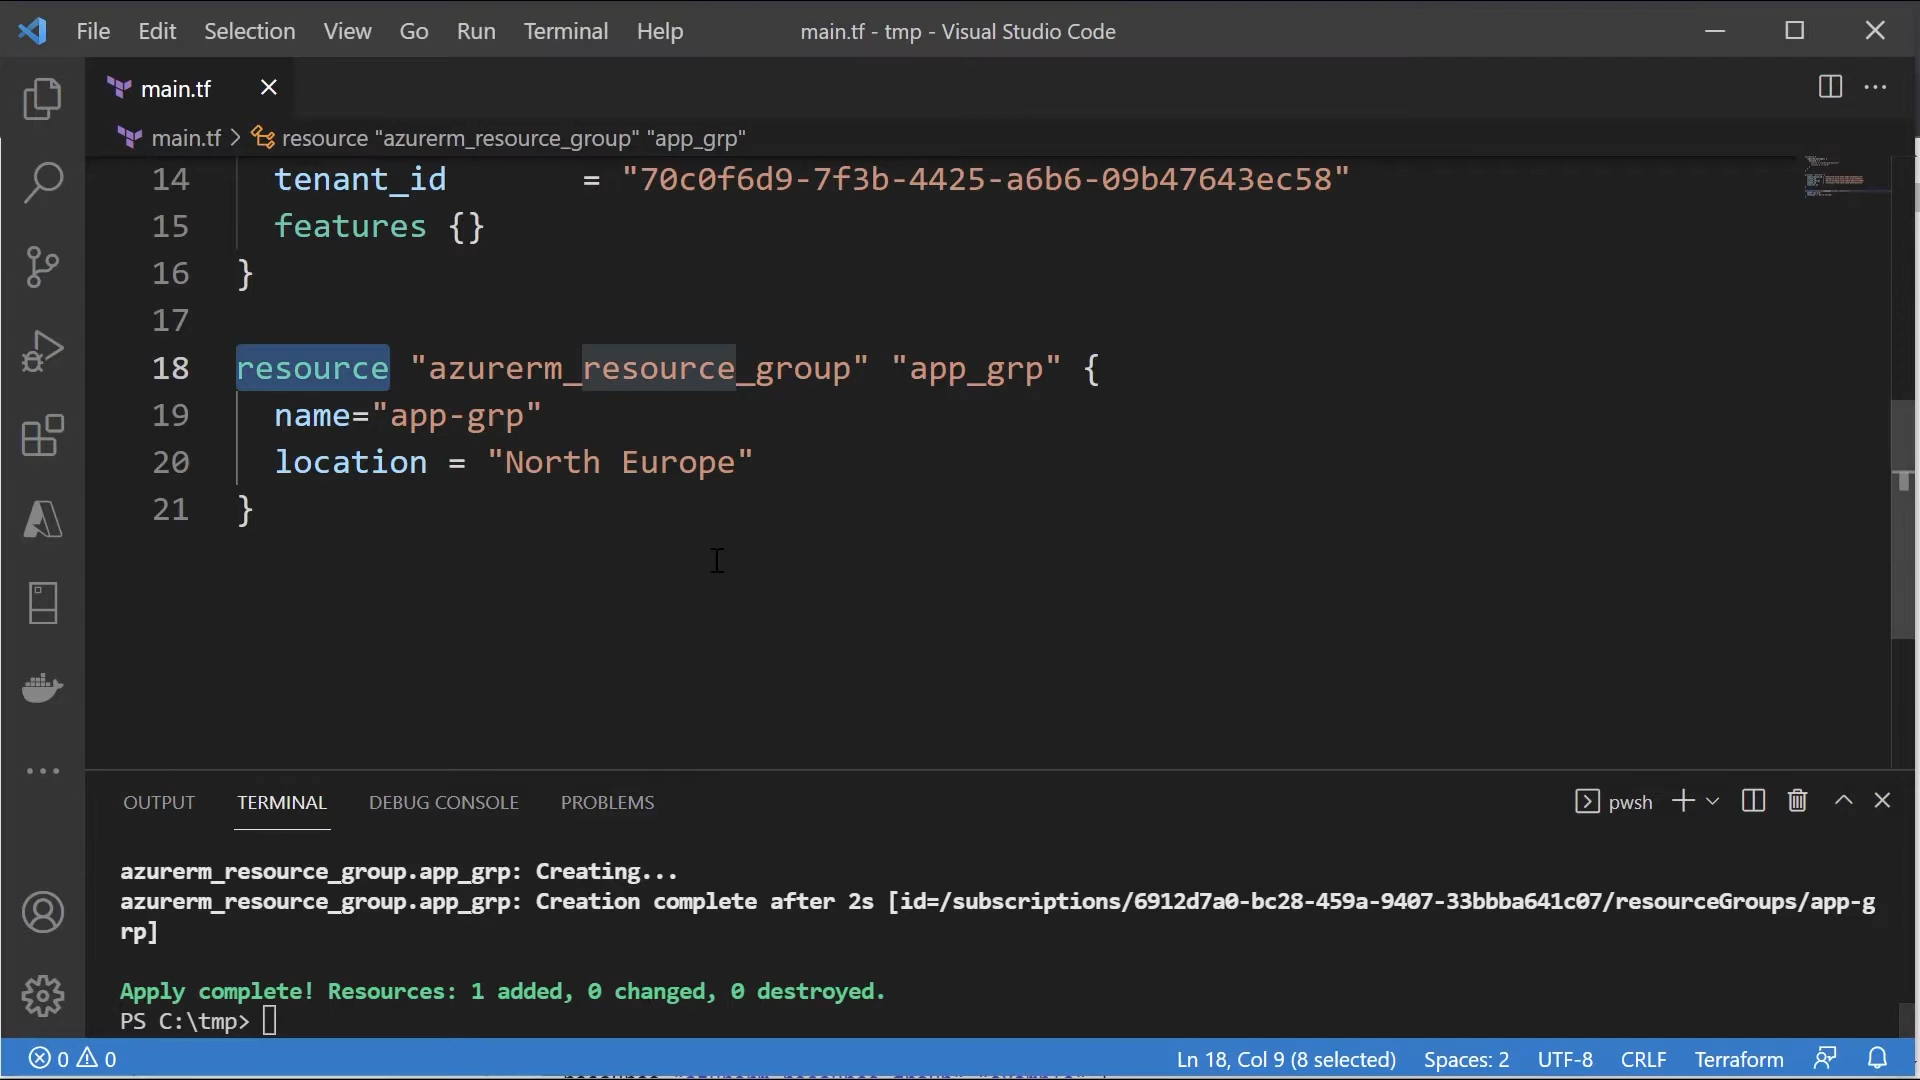 File Edit Selection View Go Run Terminal Help main.tf - tmp - Visual Studio Code
main.tf
main.tf > resource "azurerm_resource_group" "app_grp"
14 tenant_id = "70c0f6d9-7f3b-4425-a6b6-09b47643ec58"
15 features {}
16 }
17
18 resource "azurerm_resource_group" "app_grp" {
19 name="app-grp"
20 location = "North Europe"
21 }
OUTPUT TERMINAL DEBUG CONSOLE PROBLEMS pwsh
azurerm_resource_group.app_grp: Creating...
azurerm_resource_group.app_grp: Creation complete after 2s [id=/subscriptions/6912d7a0-bc28-459a-9407-33bbba641c07/resourceGroups/app-g
rp]
Apply complete! Resources: 1 added, 0 changed, 0 destroyed.
PS C:\tmp>
0 0 Ln 18, Col 9 (8 selected) Spaces: 2 UTF-8 CRLF Terraform